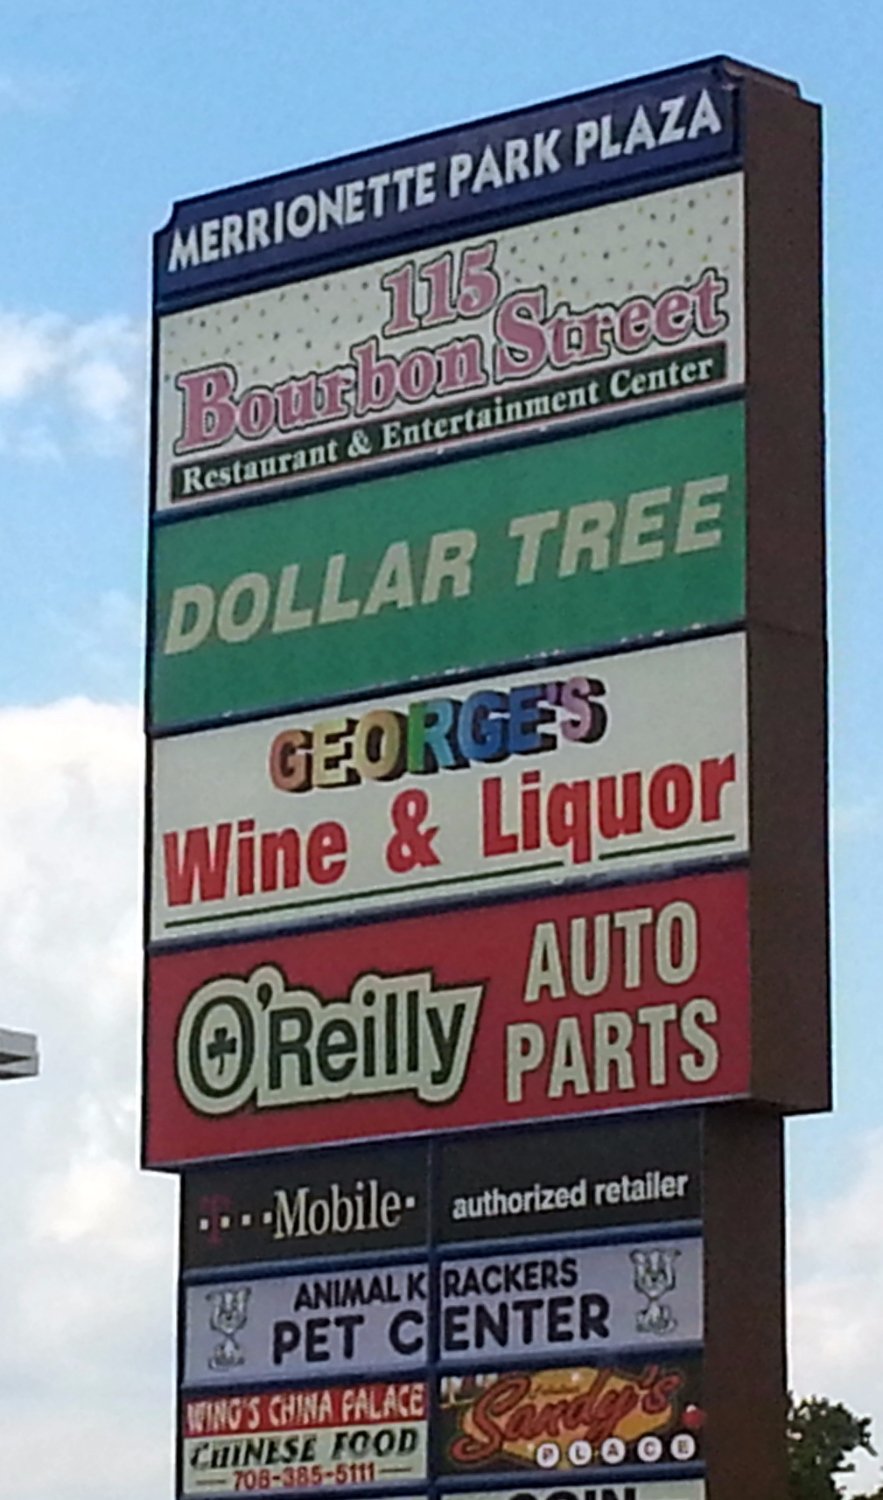 MERRIONETTE PARK PLAZA
115
Bourbon Street
Restaurant & Entertainment Center
DOLLAR TREE
GEORGE'S
Wine & Liquor
O'Reilly AUTO
PARTS
T··Mobile· authorized retailer
ANIMAL KRACKERS
PET CENTER
WING'S CHINA PALACE
CHINESE FOOD
708-385-5111
Sandy's
PLACE
COIN